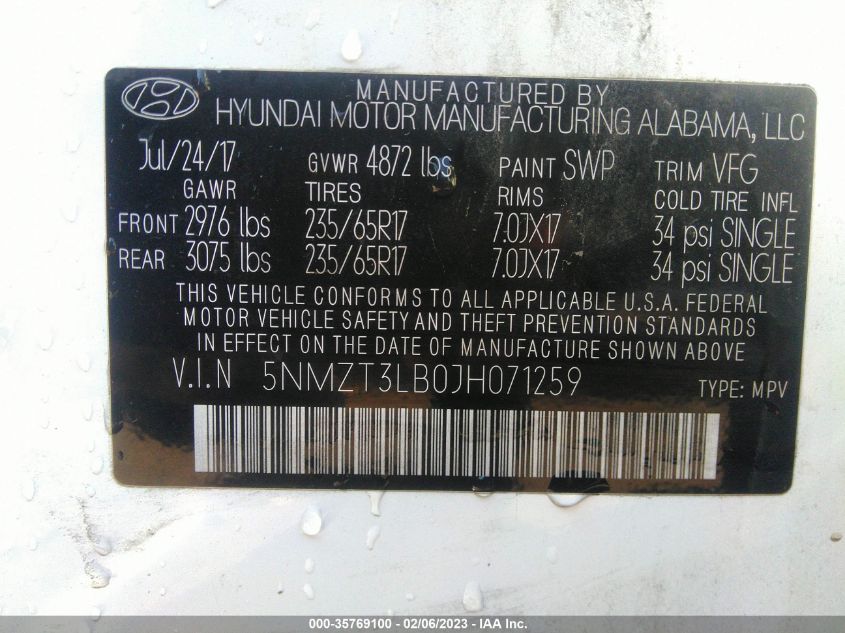 MANUFACTURED BY
HYUNDAI MOTOR MANUFACTURING ALABAMA, LLC
Jul/24/17 GVWR 4872 lbs PAINT SWP TRIM VFG
GAWR TIRES RIMS COLD TIRE INFL
FRONT 2976 lbs 235/65R17 7.0JX17 34 psi SINGLE
REAR 3075 lbs 235/65R17 7.0JX17 34 psi SINGLE
THIS VEHICLE CONFORMS TO ALL APPLICABLE U.S.A. FEDERAL
MOTOR VEHICLE SAFETY AND THEFT PREVENTION STANDARDS
IN EFFECT ON THE DATE OF MANUFACTURE SHOWN ABOVE
V.I.N 5NMZT3LB0JH071259 TYPE: MPV
000-35769100 - 02/06/2023 - © IAA Inc.